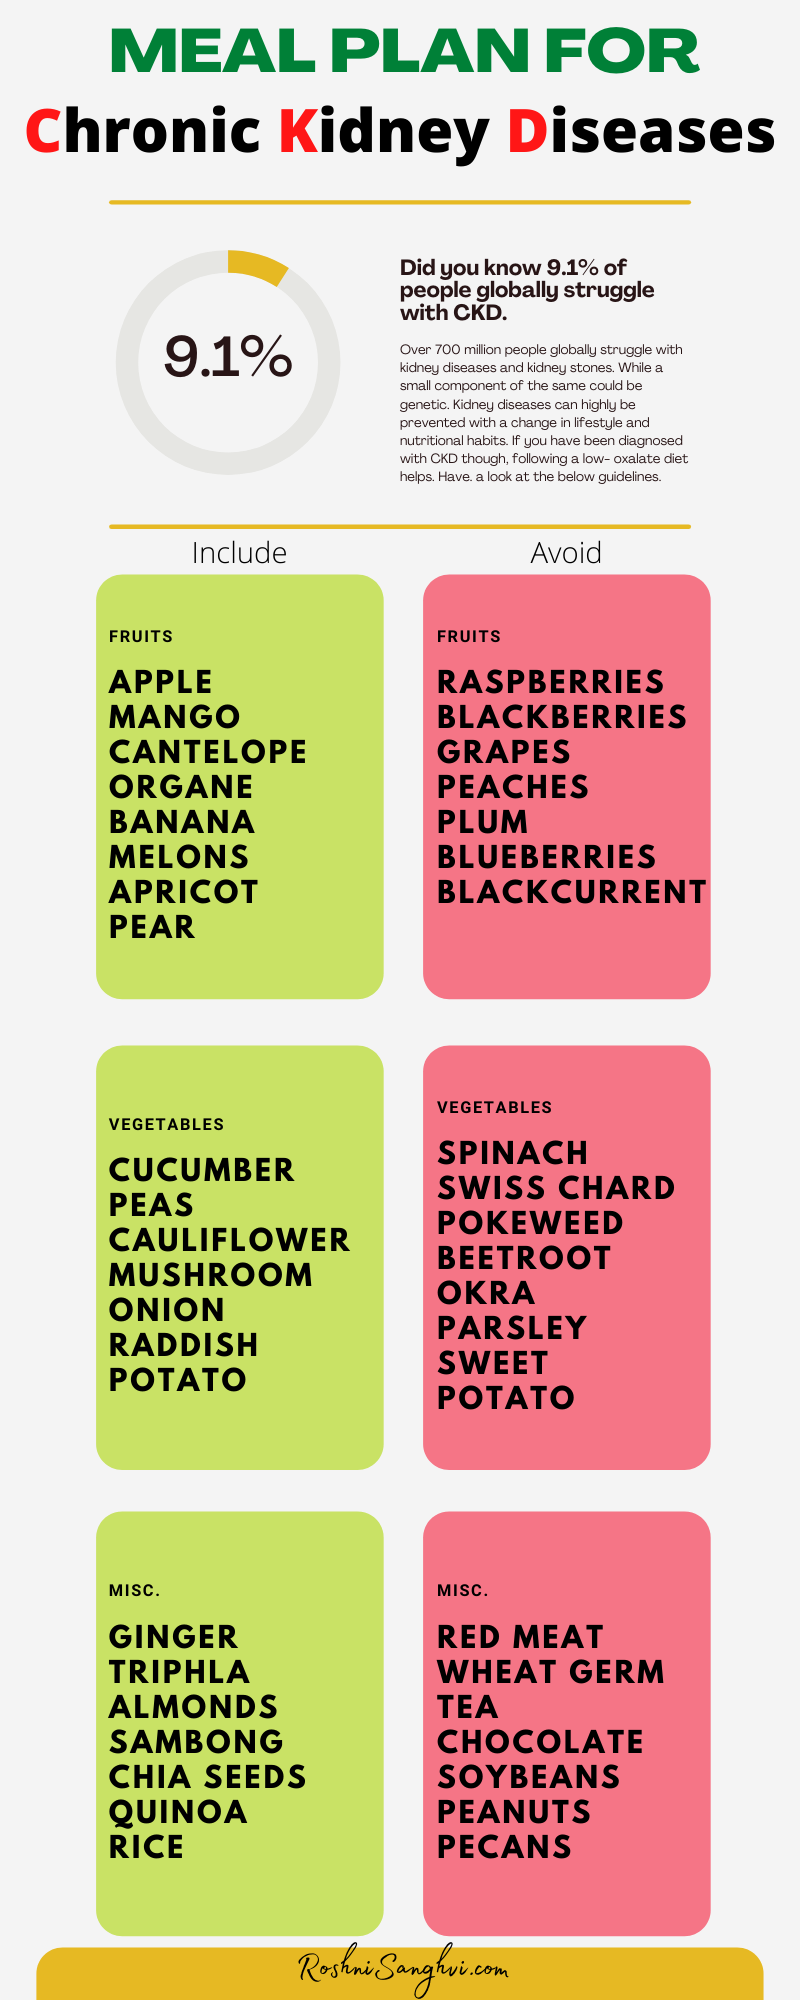 MEAL PLAN FOR
Chronic Kidney Diseases
9.1%
Did you know 9.1% of
people globally struggle
with CKD.
Over 700 million people globally struggle with
kidney diseases and kidney stones. While a
small component of the same could be
genetic. Kidney diseases can highly be
prevented with a change in lifestyle and
nutritional habits. If you have been diagnosed
with CKD though, following a low- oxalate diet
helps. Have. a look at the below guidelines.
Include
FRUITS
APPLE
MANGO
CANTELOPE
ORGANE
BANANA
MELONS
APRICOT
PEAR
Avoid
FRUITS
RASPBERRIES
BLACKBERRIES
GRAPES
PEACHES
PLUM
BLUEBERRIES
BLACKCURRENT
VEGETABLES
CUCUMBER
PEAS
CAULIFLOWER
MUSHROOM
ONION
RADDISH
POTATO
VEGETABLES
SPINACH
SWISS CHARD
POKEWEED
BEETROOT
OKRA
PARSLEY
SWEET
POTATO
MISC.
GINGER
TRIPHLA
ALMONDS
SAMBONG
CHIA SEEDS
QUINOA
RICE
MISC.
RED MEAT
WHEAT GERM
TEA
CHOCOLATE
SOYBEANS
PEANUTS
PECANS
RoshniSanghvi.com